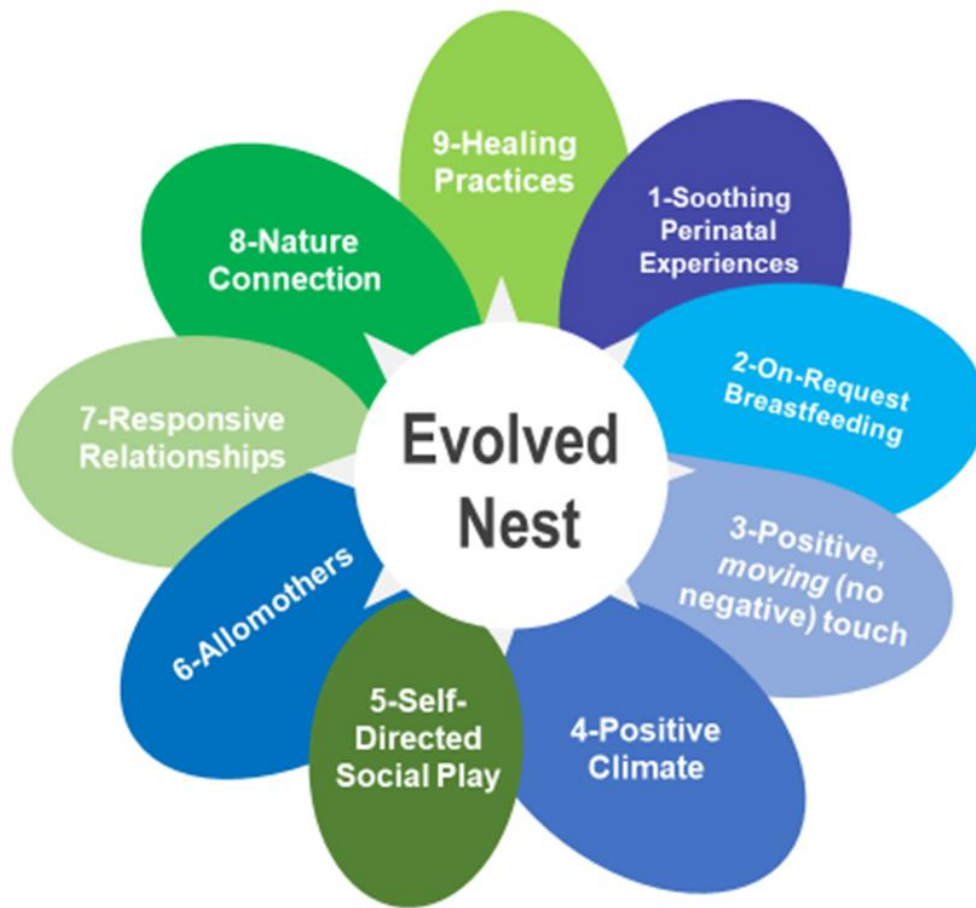 Evolved
Nest
1-Soothing
Perinatal
Experiences
2-On-Request
Breastfeeding
3-Positive,
moving (no
negative) touch
4-Positive
Climate
5-Self-
Directed
Social Play
6-Allomothers
7-Responsive
Relationships
8-Nature
Connection
9-Healing
Practices